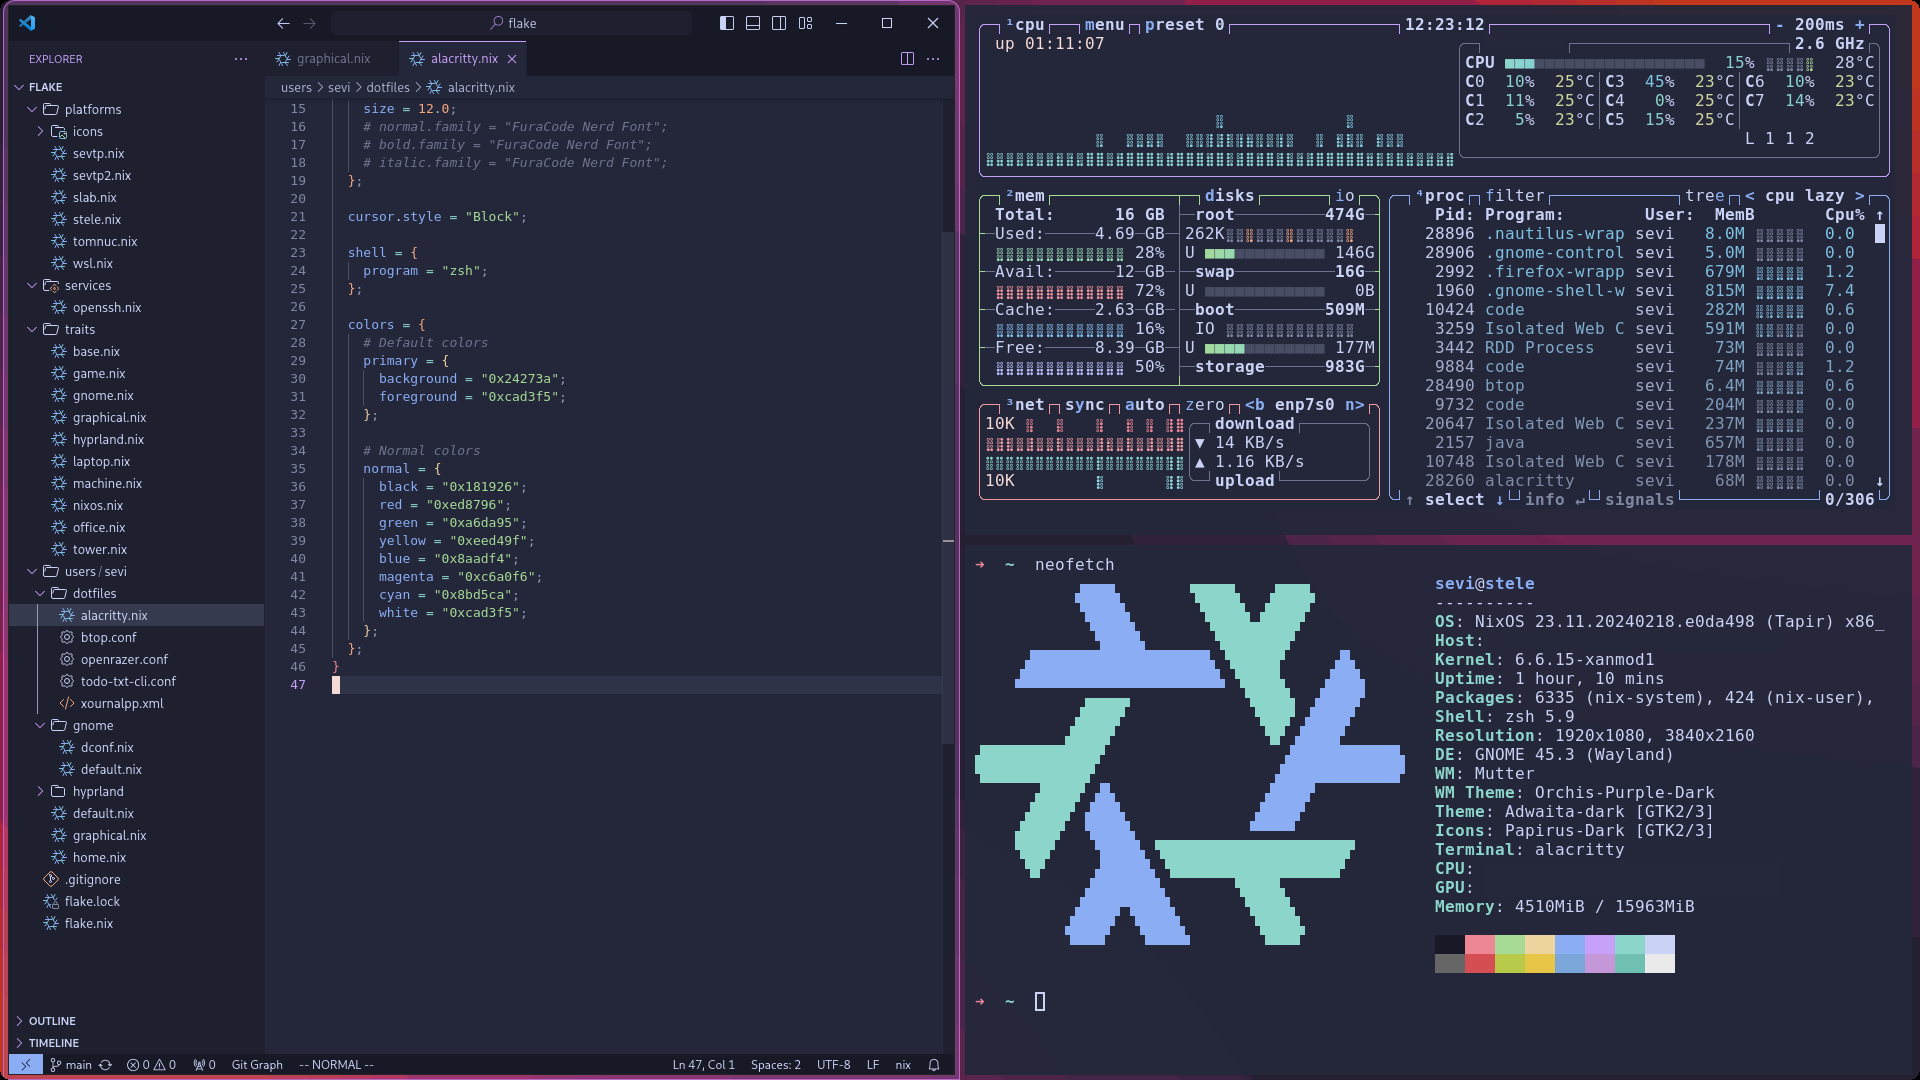 flake
EXPLORER
FLAKE
platforms
icons
sevtp.nix
sevtp2.nix
slab.nix
stele.nix
tomnuc.nix
wsl.nix
services
openssh.nix
traits
base.nix
game.nix
gnome.nix
graphical.nix
hyprland.nix
laptop.nix
machine.nix
nixos.nix
office.nix
tower.nix
users/sevi
dotfiles
alacritty.nix
btop.conf
openrazer.conf
todo-txt-cli.conf
xournalpp.xml
gnome
dconf.nix
default.nix
hyprland
default.nix
graphical.nix
home.nix
.gitignore
flake.lock
flake.nix
OUTLINE
TIMELINE
graphical.nix
alacritty.nix
users > sevi > dotfiles > alacritty.nix
15 size = 12.0;
16 # normal.family = "FuraCode Nerd Font";
17 # bold.family = "FuraCode Nerd Font";
18 # italic.family = "FuraCode Nerd Font";
19 };
20
21 cursor.style = "Block";
22
23 shell = {
24 program = "zsh";
25 };
26
27 colors = {
28 # Default colors
29 primary = {
30 background = "0x24273a";
31 foreground = "0xcad3f5";
32 };
33
34 # Normal colors
35 normal = {
36 black = "0x181926";
37 red = "0xed8796";
38 green = "0xa6da95";
39 yellow = "0xeed49f";
40 blue = "0x8aadf4";
41 magenta = "0xc6a0f6";
42 cyan = "0x8bd5ca";
43 white = "0xcad3f5";
44 };
45 };
46 }
47
main 0 0 0 Git Graph -- NORMAL -- Ln 47, Col 1 Spaces: 2 UTF-8 LF nix
¹cpu menu preset 0 12:23:12 - 200ms +
up 01:11:07 2.6 GHz
CPU 15% 28°C
C0 10% 25°C C3 45% 23°C C6 10% 23°C
C1 11% 25°C C4 0% 25°C C7 14% 23°C
C2 5% 23°C C5 15% 25°C
L 1 1 2
²mem disks io
Total: 16 GB root 474G
Used: 4.69 GB 262K
28% U 146G
Avail: 12 GB swap 16G
72% U 0B
Cache: 2.63 GB boot 509M
16% IO
Free: 8.39 GB U 177M
50% storage 983G
³net sync auto zero <b enp7s0 n>
10K download
▼ 14 KB/s
▲ 1.16 KB/s
10K upload
⁴proc filter tree < cpu lazy >
Pid: Program: User: MemB Cpu% ↑
28896 .nautilus-wrap sevi 8.0M 0.0
28906 .gnome-control sevi 5.0M 0.0
2992 .firefox-wrapp sevi 679M 1.2
1960 .gnome-shell-w sevi 815M 7.4
10424 code sevi 282M 0.6
3259 Isolated Web C sevi 591M 0.0
3442 RDD Process sevi 73M 0.0
9884 code sevi 74M 1.2
28490 btop sevi 6.4M 0.6
9732 code sevi 204M 0.0
20647 Isolated Web C sevi 237M 0.0
2157 java sevi 657M 0.0
10748 Isolated Web C sevi 178M 0.0
28260 alacritty sevi 68M 0.0 ↓
↑ select ↓ info ↵ signals 0/306
→ ~ neofetch
sevi@stele
----------
OS: NixOS 23.11.20240218.e0da498 (Tapir) x86_
Host:
Kernel: 6.6.15-xanmod1
Uptime: 1 hour, 10 mins
Packages: 6335 (nix-system), 424 (nix-user),
Shell: zsh 5.9
Resolution: 1920x1080, 3840x2160
DE: GNOME 45.3 (Wayland)
WM: Mutter
WM Theme: Orchis-Purple-Dark
Theme: Adwaita-dark [GTK2/3]
Icons: Papirus-Dark [GTK2/3]
Terminal: alacritty
CPU:
GPU:
Memory: 4510MiB / 15963MiB
→ ~